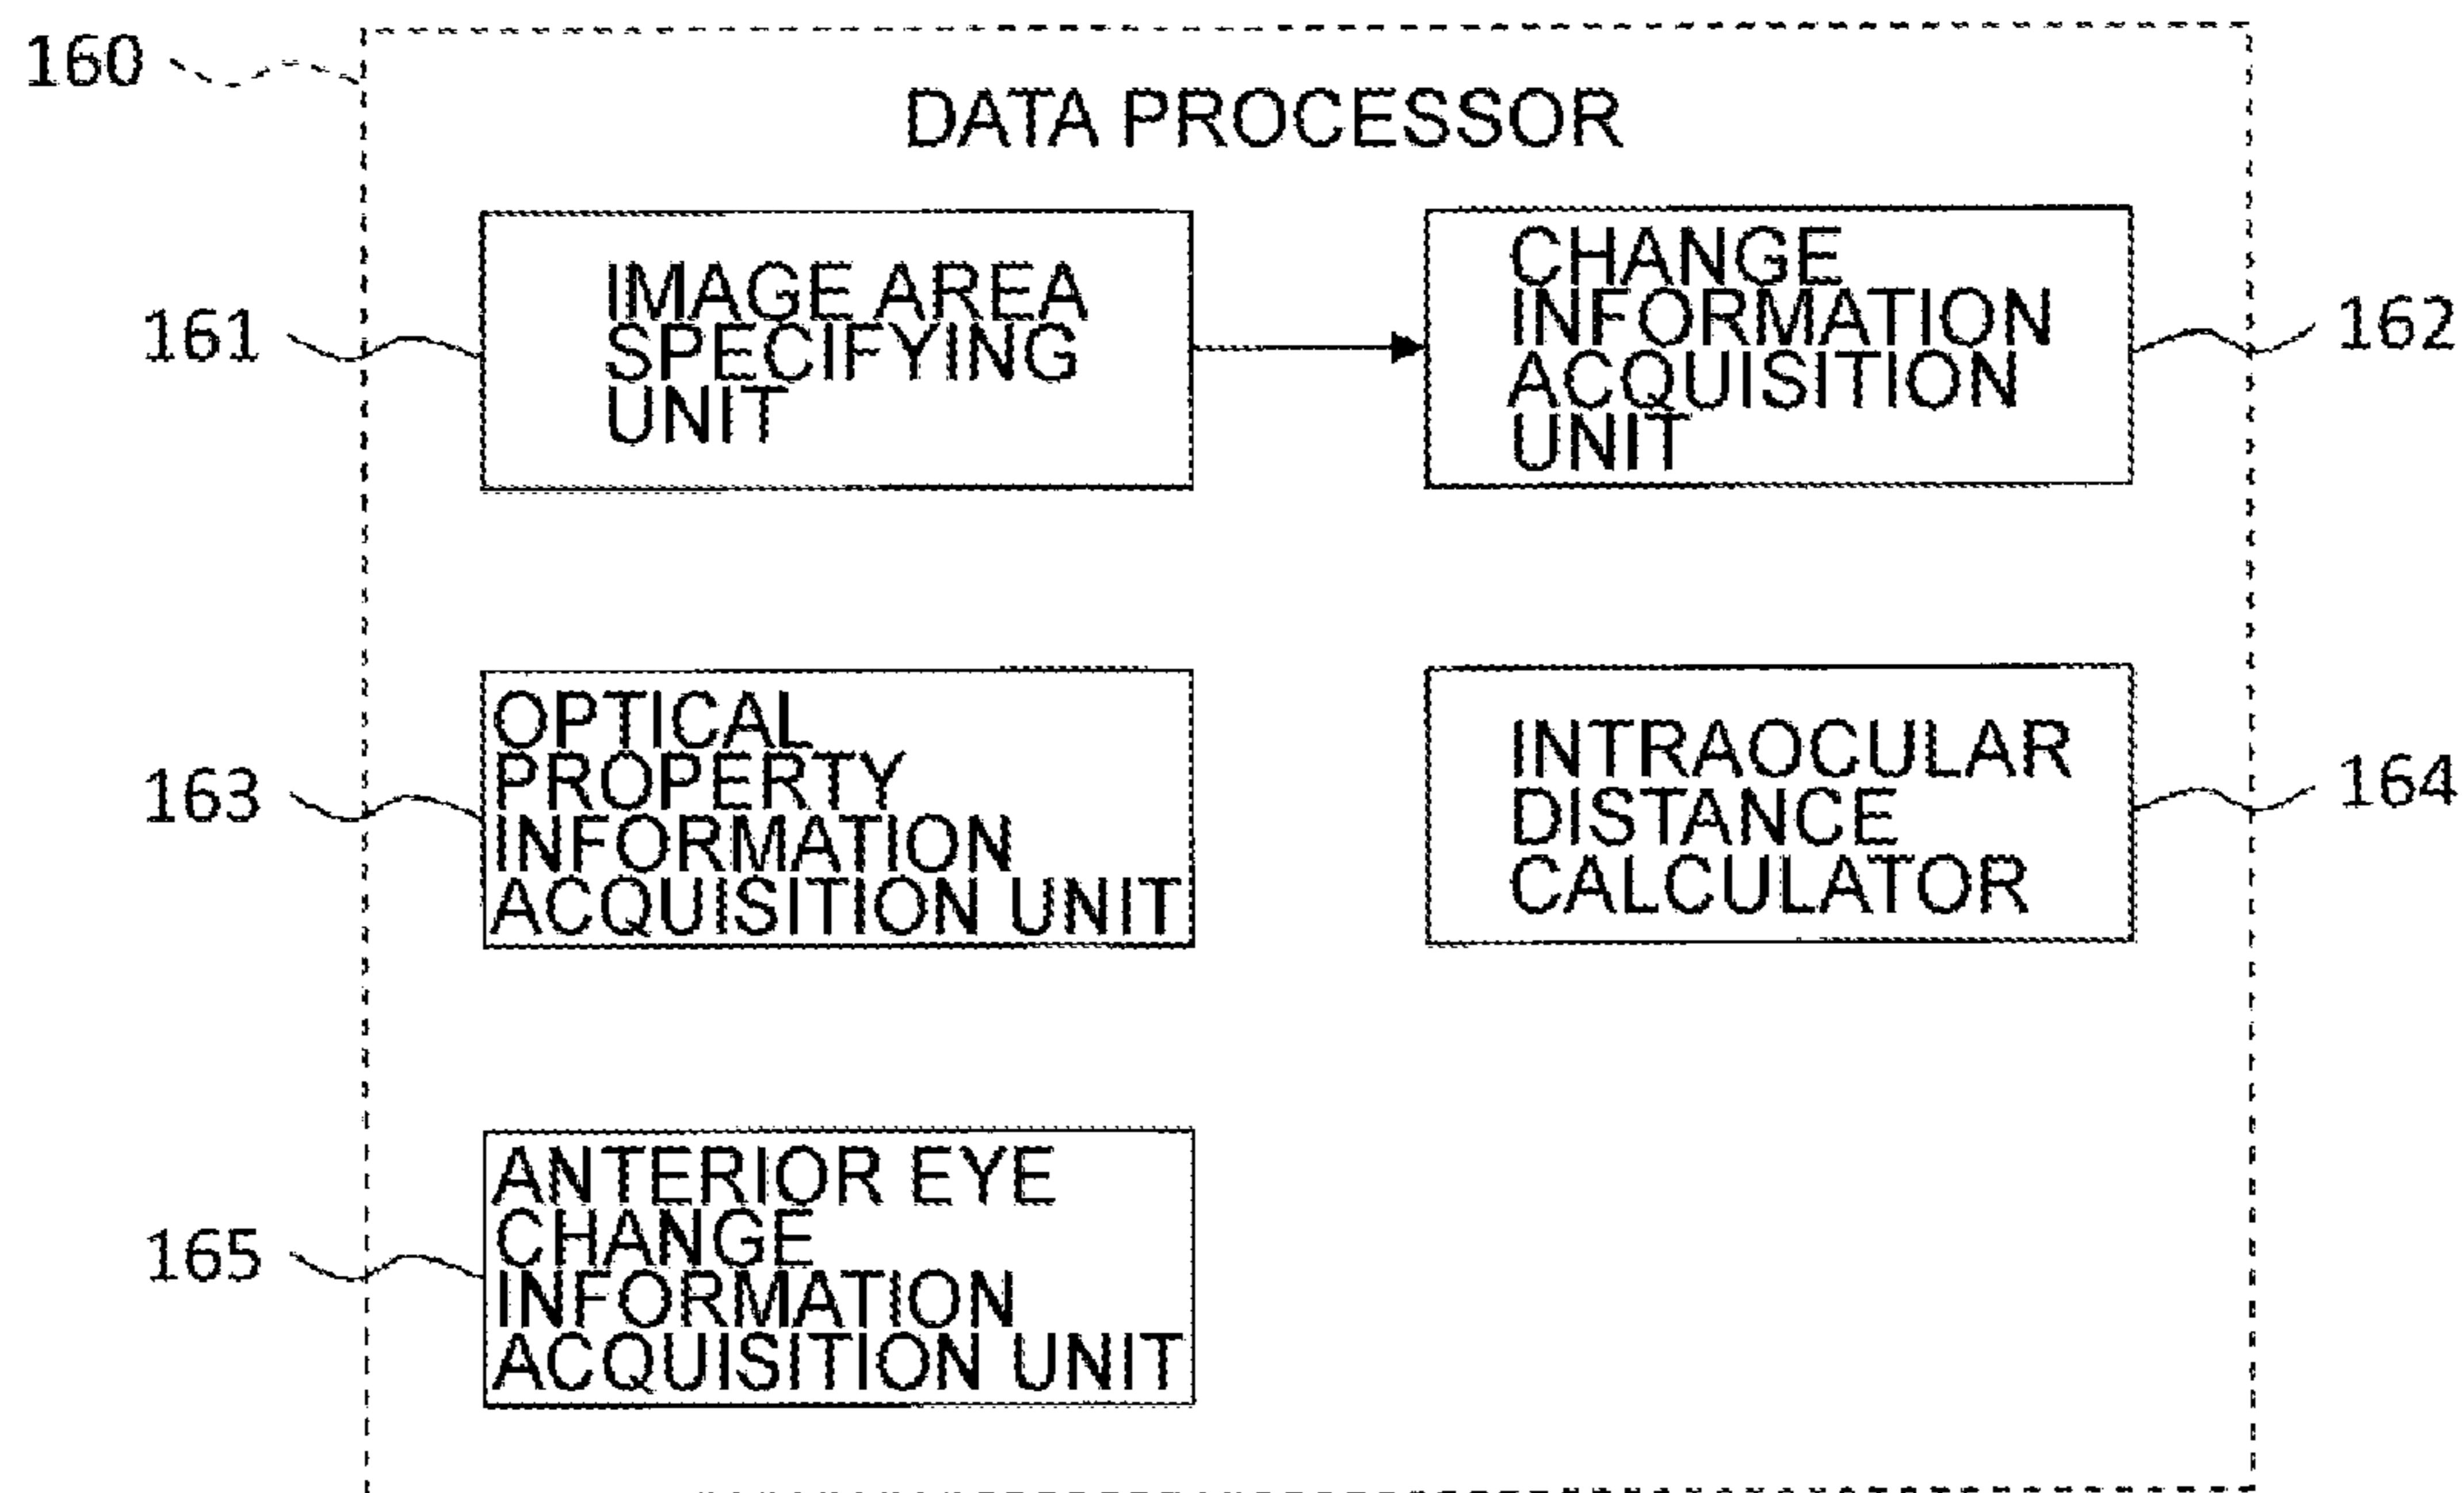 160
DATA PROCESSOR
161
IMAGE AREA
SPECIFYING
UNIT
CHANGE
INFORMATION
ACQUISITION
UNIT
162
163
OPTICAL
PROPERTY
INFORMATION
ACQUISITION UNIT
INTRAOCULAR
DISTANCE
CALCULATOR
164
165
ANTERIOR EYE
CHANGE
INFORMATION
ACQUISITION UNIT